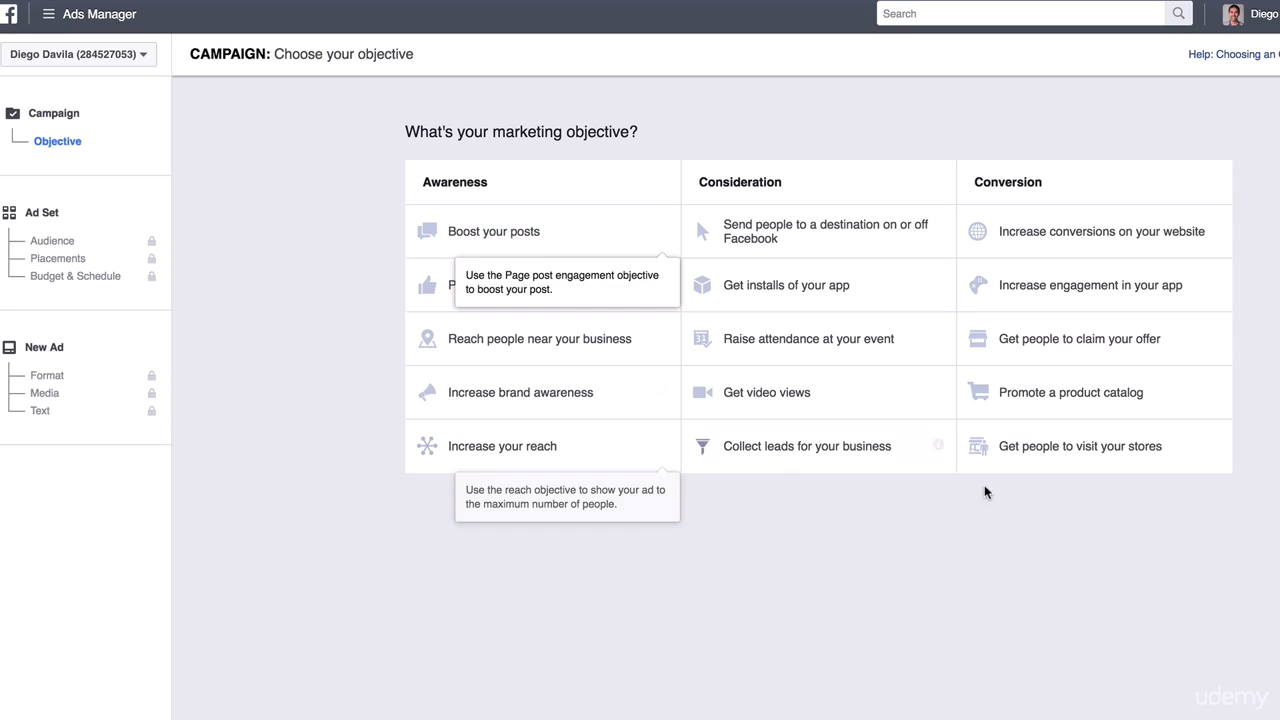 Ads Manager
Search
Diego
Diego Davila (284527053)
CAMPAIGN: Choose your objective
Help: Choosing an
Campaign
Objective
Ad Set
Audience
Placements
Budget & Schedule
New Ad
Format
Media
Text
What's your marketing objective?
Awareness
Consideration
Conversion
Boost your posts
Send people to a destination on or off
Facebook
Increase conversions on your website
Use the Page post engagement objective
to boost your post.
Get installs of your app
Increase engagement in your app
Reach people near your business
Raise attendance at your event
Get people to claim your offer
Increase brand awareness
Get video views
Promote a product catalog
Increase your reach
Collect leads for your business
Get people to visit your stores
Use the reach objective to show your ad to
the maximum number of people.
udemy